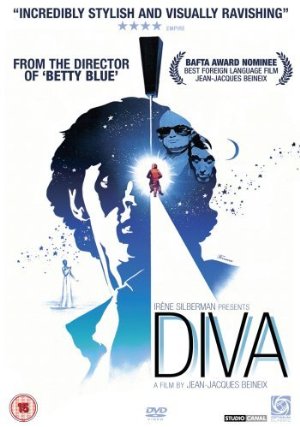 "INCREDIBLY STYLISH AND VISUALLY RAVISHING"
★★★★ EMPIRE
FROM THE DIRECTOR
OF 'BETTY BLUE'
BAFTA AWARD NOMINEE
BEST FOREIGN LANGUAGE FILM
JEAN-JACQUES BEINEIX
IRÈNE SILBERMAN PRESENTS
DIVA
A FILM BY JEAN-JACQUES BEINEIX
15
DVD
VIDEO
STUDIO CANAL